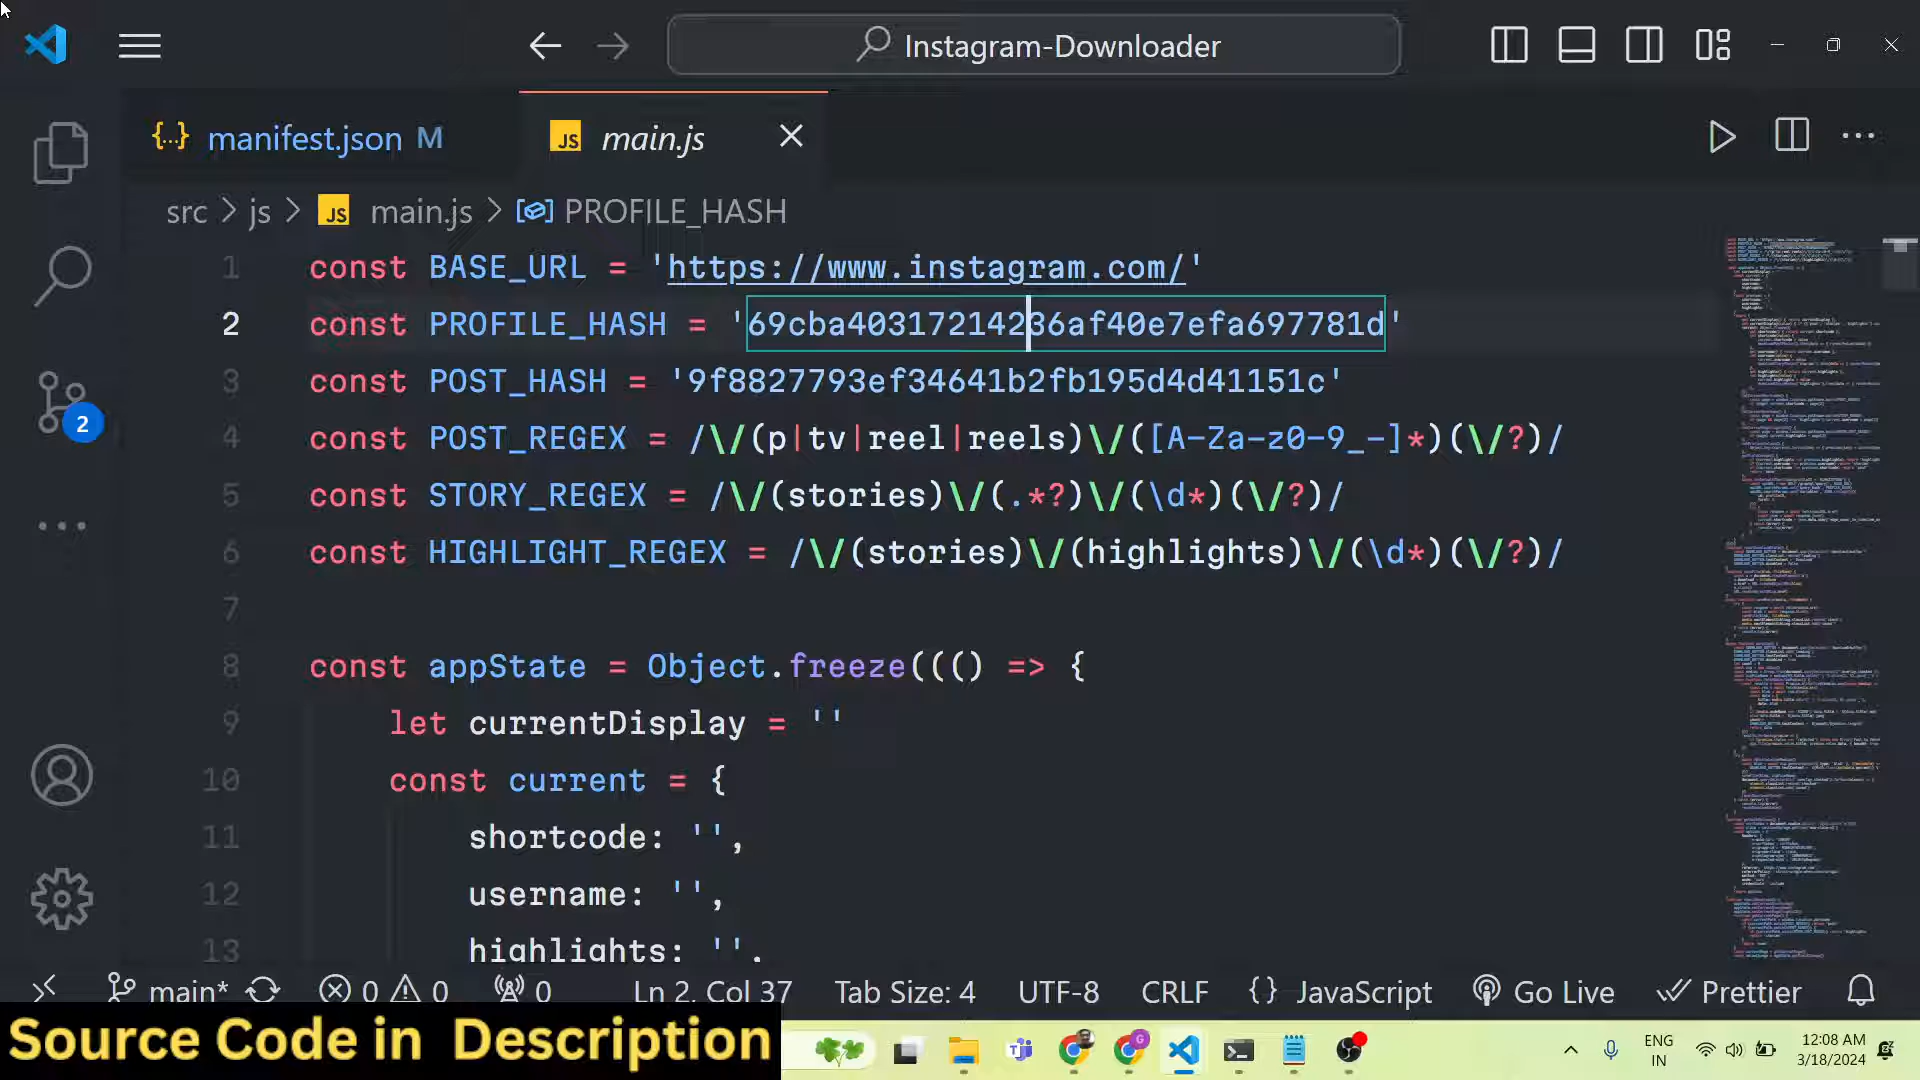 Instagram-Downloader
{..} manifest.json M
JS main.js
src > js > JS main.js > PROFILE_HASH
1 const BASE_URL = 'https://www.instagram.com/'
2 const PROFILE_HASH = '69cba40317214236af40e7efa697781d'
3 const POST_HASH = '9f8827793ef34641b2fb195d4d41151c'
4 const POST_REGEX = /\/(p|tv|reel|reels)\/([A-Za-z0-9_-]*)(\/?)/
5 const STORY_REGEX = /\/(stories)\/(.*?)\/(\d*)(\/?)/
6 const HIGHLIGHT_REGEX = /\/(stories)\/(highlights)\/(\d*)(\/?)/
7
8 const appState = Object.freeze((() => {
9 let currentDisplay = ''
10 const current = {
11 shortcode: '',
12 username: '',
13 highlights: '',
2
main* 0 0 0 Ln 2, Col 37 Tab Size: 4 UTF-8 CRLF {} JavaScript Go Live Prettier
Source Code in Description
ENG
IN
12:08 AM
3/18/2024